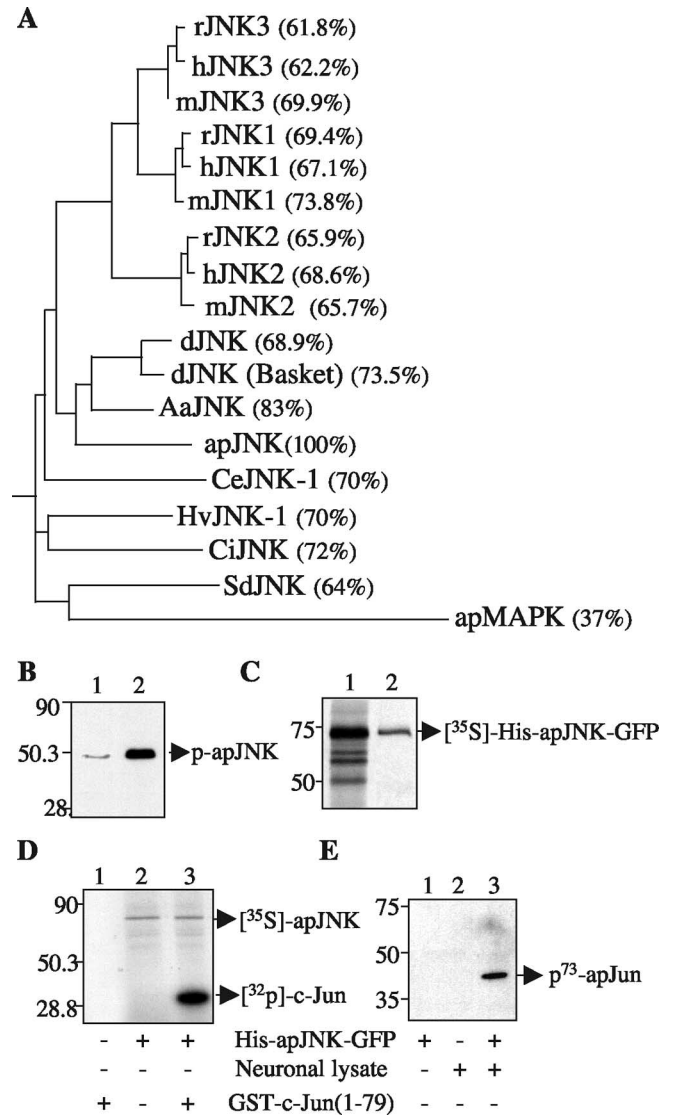 A
rJNK3 (61.8%)
hJNK3 (62.2%)
mJNK3 (69.9%)
rJNK1 (69.4%)
hJNK1 (67.1%)
mJNK1 (73.8%)
rJNK2 (65.9%)
hJNK2 (68.6%)
mJNK2 (65.7%)
dJNK (68.9%)
dJNK (Basket) (73.5%)
AaJNK (83%)
apJNK(100%)
CeJNK-1 (70%)
HvJNK-1 (70%)
CiJNK (72%)
SdJNK (64%)
apMAPK (37%)
B
1 2
90
50.3
28
p-apJNK
C
1 2
75
50
[³⁵S]-His-apJNK-GFP
D
1 2 3
90
50.3
28.8
[³⁵S]-apJNK
[³²p]-c-Jun
E
1 2 3
75
50
35
p⁷³-apJun
- + + His-apJNK-GFP + - +
- - - Neuronal lysate - + +
+ - + GST-c-Jun(1-79) - - -